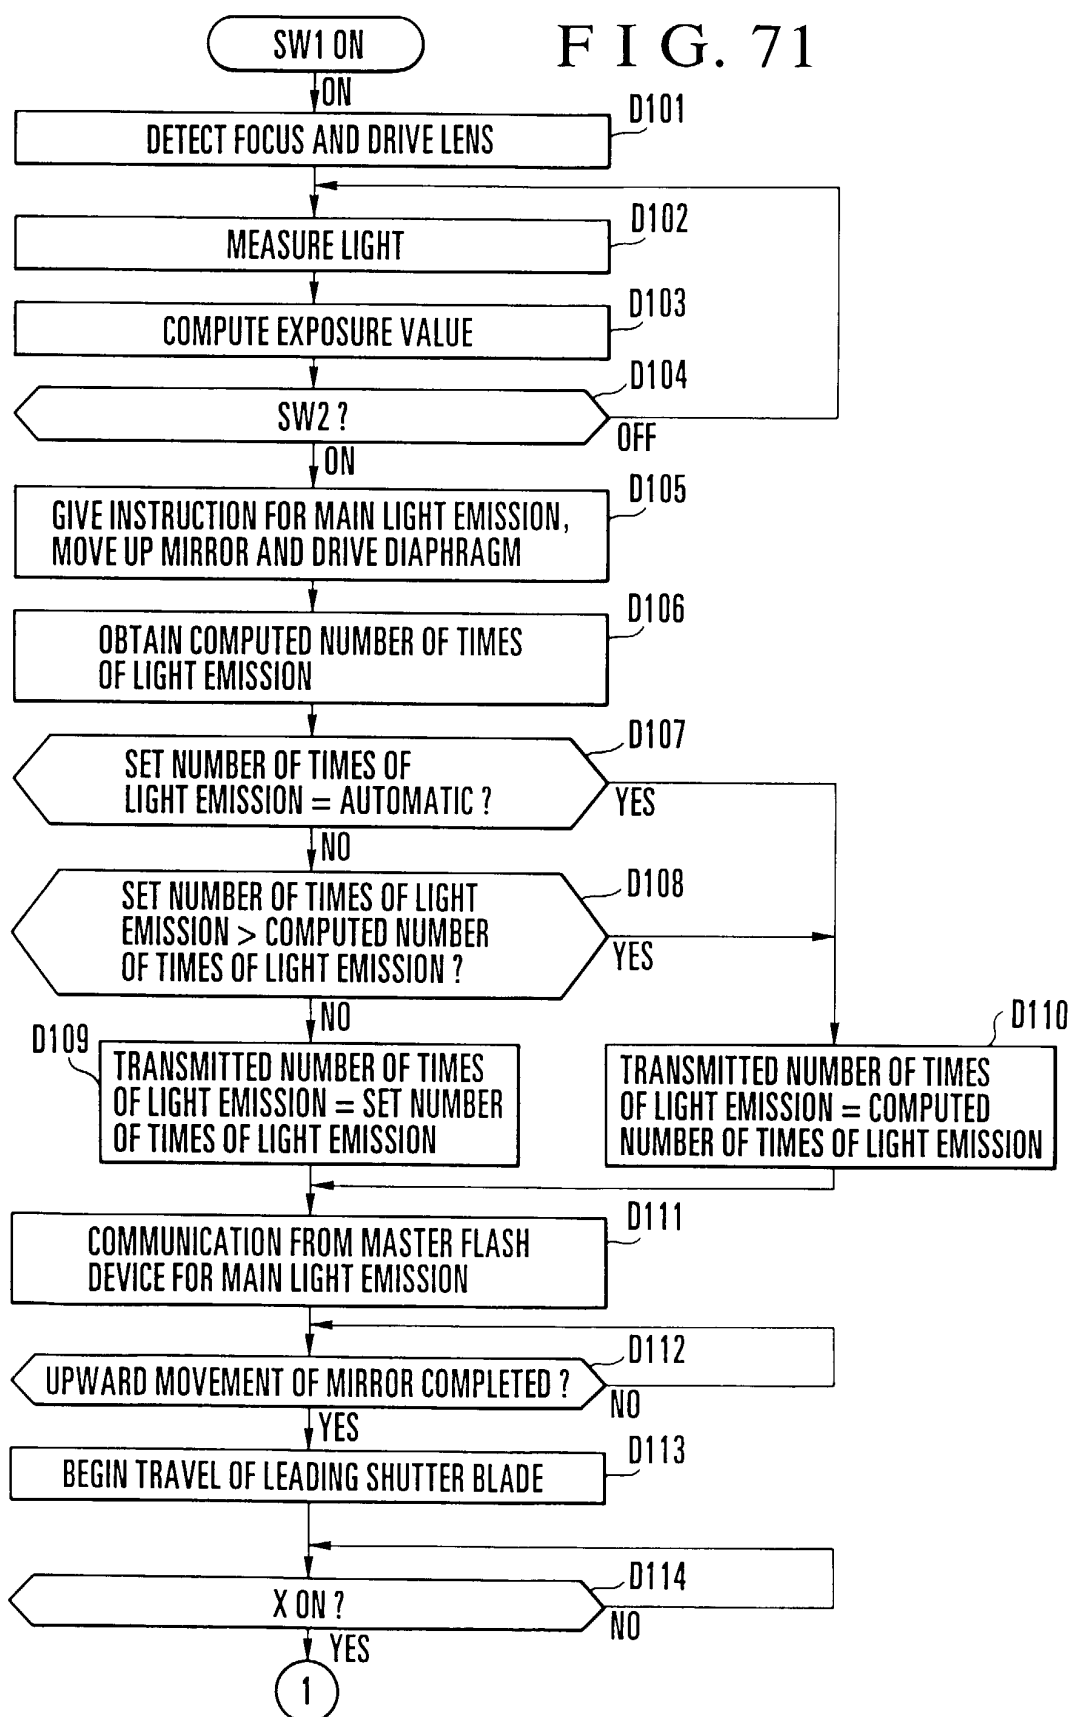 SW1 ON
F I G. 71
ON
D101
DETECT FOCUS AND DRIVE LENS
D102
MEASURE LIGHT
D103
COMPUTE EXPOSURE VALUE
D104
SW2 ?
OFF
ON
D105
GIVE INSTRUCTION FOR MAIN LIGHT EMISSION,
MOVE UP MIRROR AND DRIVE DIAPHRAGM
D106
OBTAIN COMPUTED NUMBER OF TIMES
OF LIGHT EMISSION
D107
SET NUMBER OF TIMES OF
LIGHT EMISSION = AUTOMATIC ?
YES
NO
D108
SET NUMBER OF TIMES OF LIGHT
EMISSION > COMPUTED NUMBER
OF TIMES OF LIGHT EMISSION ?
YES
NO
D109
TRANSMITTED NUMBER OF TIMES
OF LIGHT EMISSION = SET NUMBER
OF TIMES OF LIGHT EMISSION
D110
TRANSMITTED NUMBER OF TIMES
OF LIGHT EMISSION = COMPUTED
NUMBER OF TIMES OF LIGHT EMISSION
D111
COMMUNICATION FROM MASTER FLASH
DEVICE FOR MAIN LIGHT EMISSION
D112
UPWARD MOVEMENT OF MIRROR COMPLETED ?
NO
YES
D113
BEGIN TRAVEL OF LEADING SHUTTER BLADE
D114
X ON ?
NO
YES
1